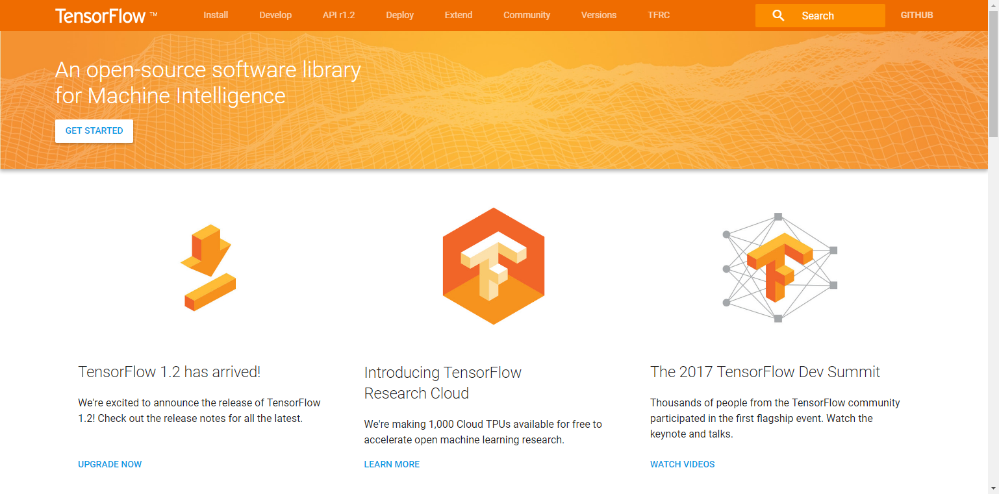 TensorFlow ™ Install Develop API r1.2 Deploy Extend Community Versions TFRC Search GITHUB
An open-source software library
for Machine Intelligence
GET STARTED
TensorFlow 1.2 has arrived!
We're excited to announce the release of TensorFlow
1.2! Check out the release notes for all the latest.
UPGRADE NOW
Introducing TensorFlow
Research Cloud
We're making 1,000 Cloud TPUs available for free to
accelerate open machine learning research.
LEARN MORE
The 2017 TensorFlow Dev Summit
Thousands of people from the TensorFlow community
participated in the first flagship event. Watch the
keynote and talks.
WATCH VIDEOS